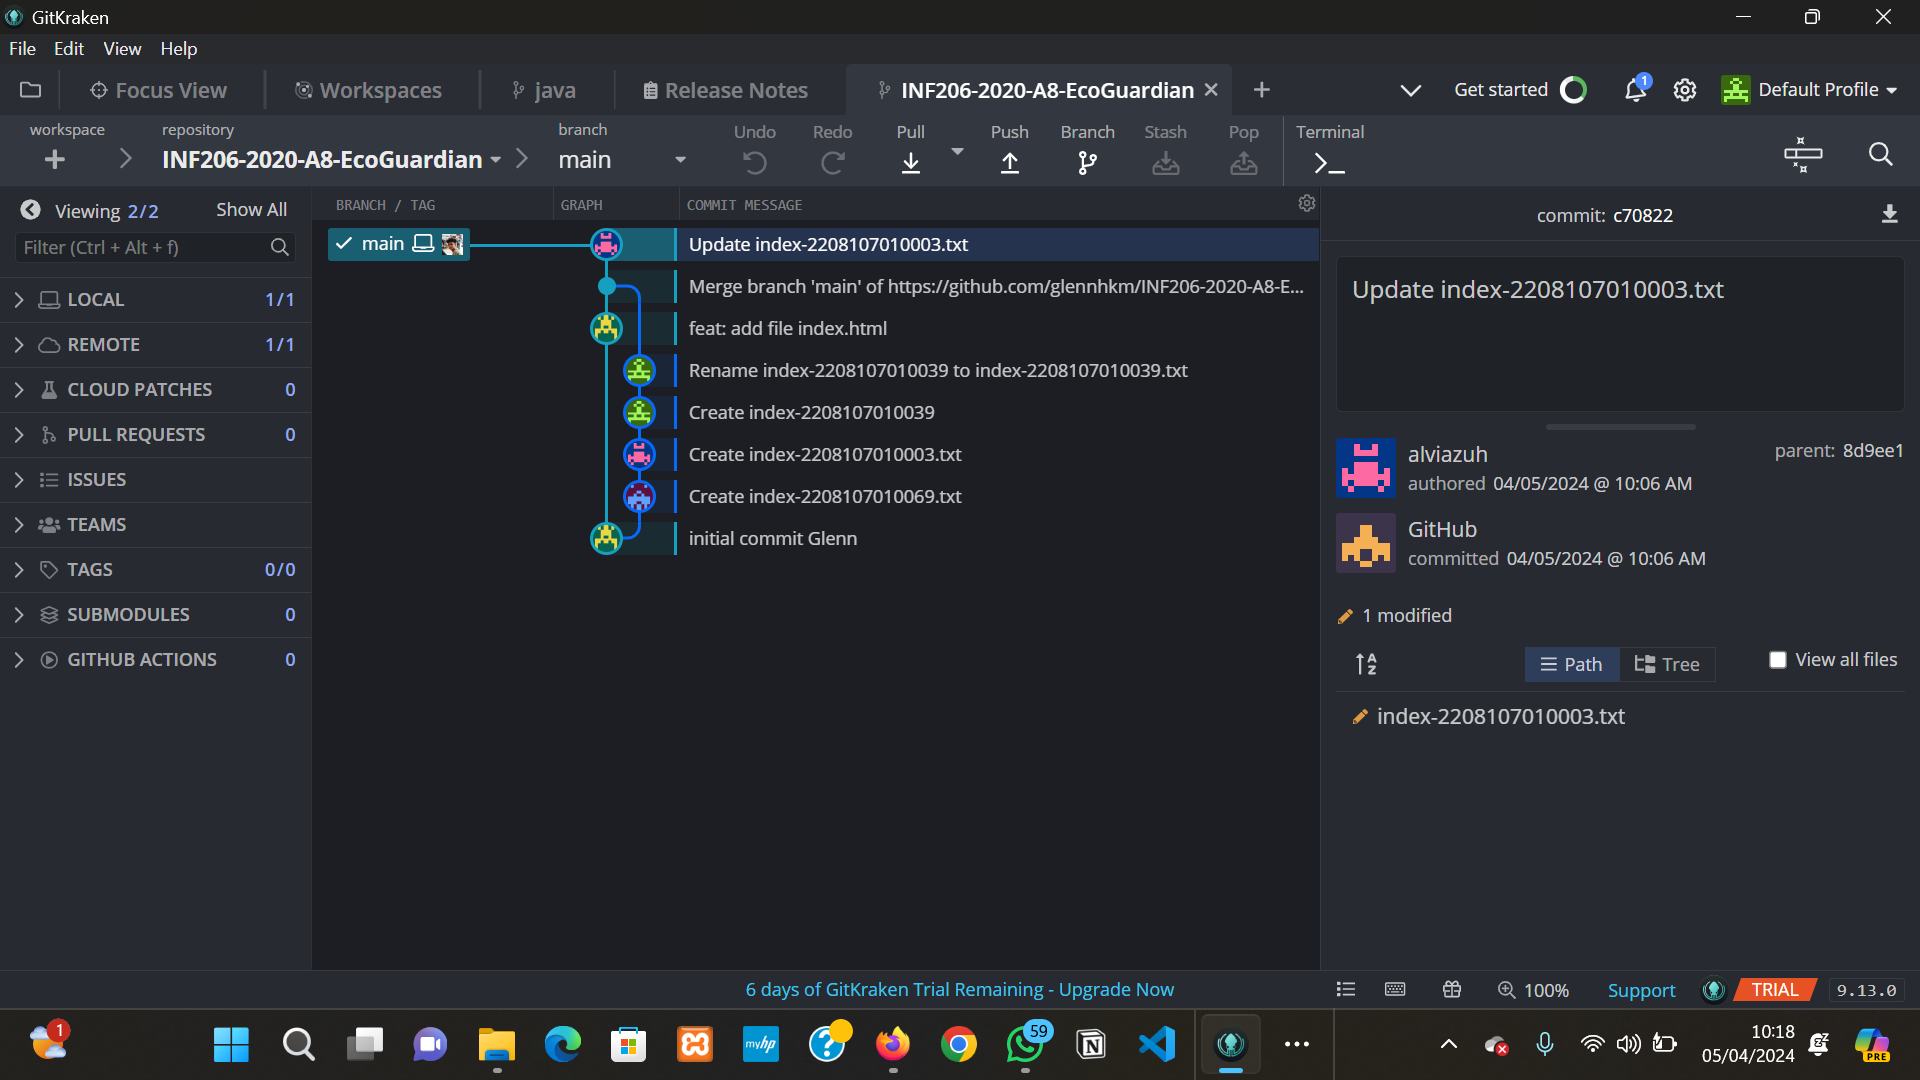 GitKraken
File Edit View Help
Focus View Workspaces java Release Notes INF206-2020-A8-EcoGuardian Get started 1 Default Profile
workspace repository branch Undo Redo Pull Push Branch Stash Pop Terminal
INF206-2020-A8-EcoGuardian main
Viewing 2/2 Show All
Filter (Ctrl + Alt + f)
LOCAL 1/1
REMOTE 1/1
CLOUD PATCHES 0
PULL REQUESTS 0
ISSUES
TEAMS
TAGS 0/0
SUBMODULES 0
GITHUB ACTIONS 0
BRANCH / TAG GRAPH COMMIT MESSAGE
main Update index-2208107010003.txt
Merge branch 'main' of https://github.com/glennhkm/INF206-2020-A8-E...
feat: add file index.html
Rename index-2208107010039 to index-2208107010039.txt
Create index-2208107010039
Create index-2208107010003.txt
Create index-2208107010069.txt
initial commit Glenn
commit: c70822
Update index-2208107010003.txt
alviazuh parent: 8d9ee1
authored 04/05/2024 @ 10:06 AM
GitHub
committed 04/05/2024 @ 10:06 AM
1 modified
A Z Path Tree View all files
index-2208107010003.txt
6 days of GitKraken Trial Remaining - Upgrade Now 100% Support TRIAL 9.13.0
1 myhp ? 59 N PRE
10:18
05/04/2024